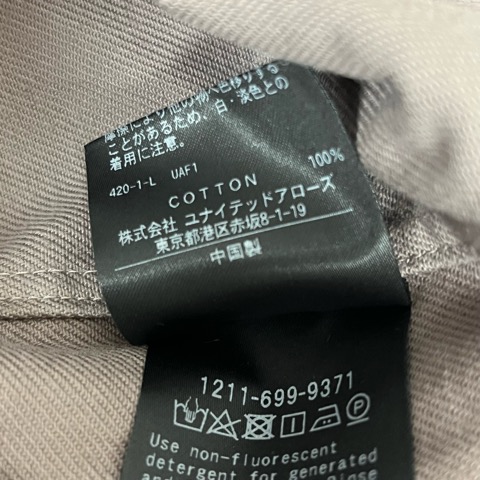 摩擦により他の物へ色移りする
ことがあるため、白・淡色との
着用に注意。
420-1-L UAF1
COTTON 100%
株式会社 ユナイテッドアローズ
東京都港区赤坂8-1-19
中国製
1211-699-9371
Use non-fluorescent
detergent for generated
and
Rinse